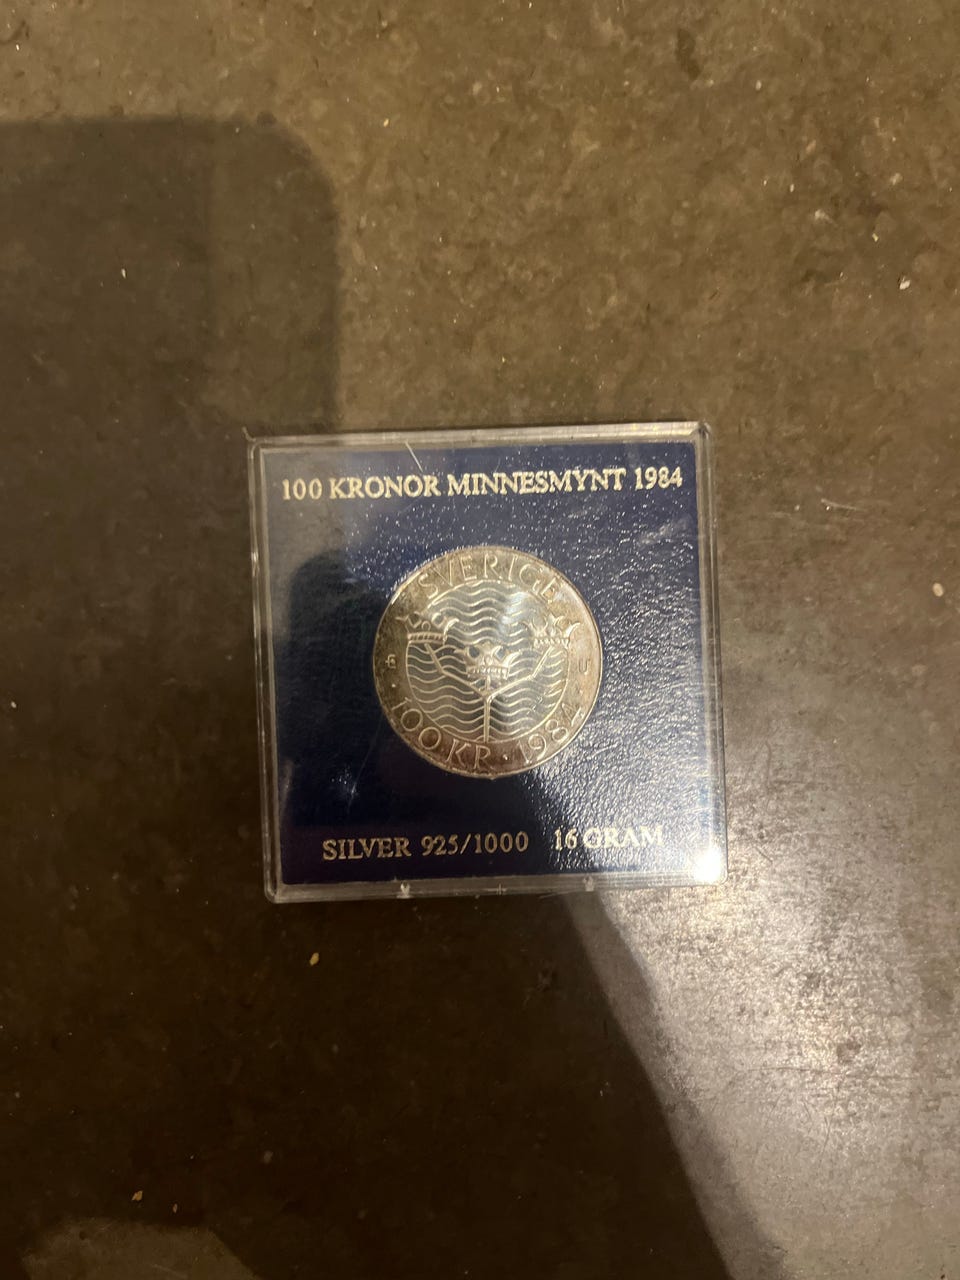 100 KRONOR MINNESMYNT 1984
SVERIGE
U
100 KR · 1984
SILVER 925/1000 16 GRAM